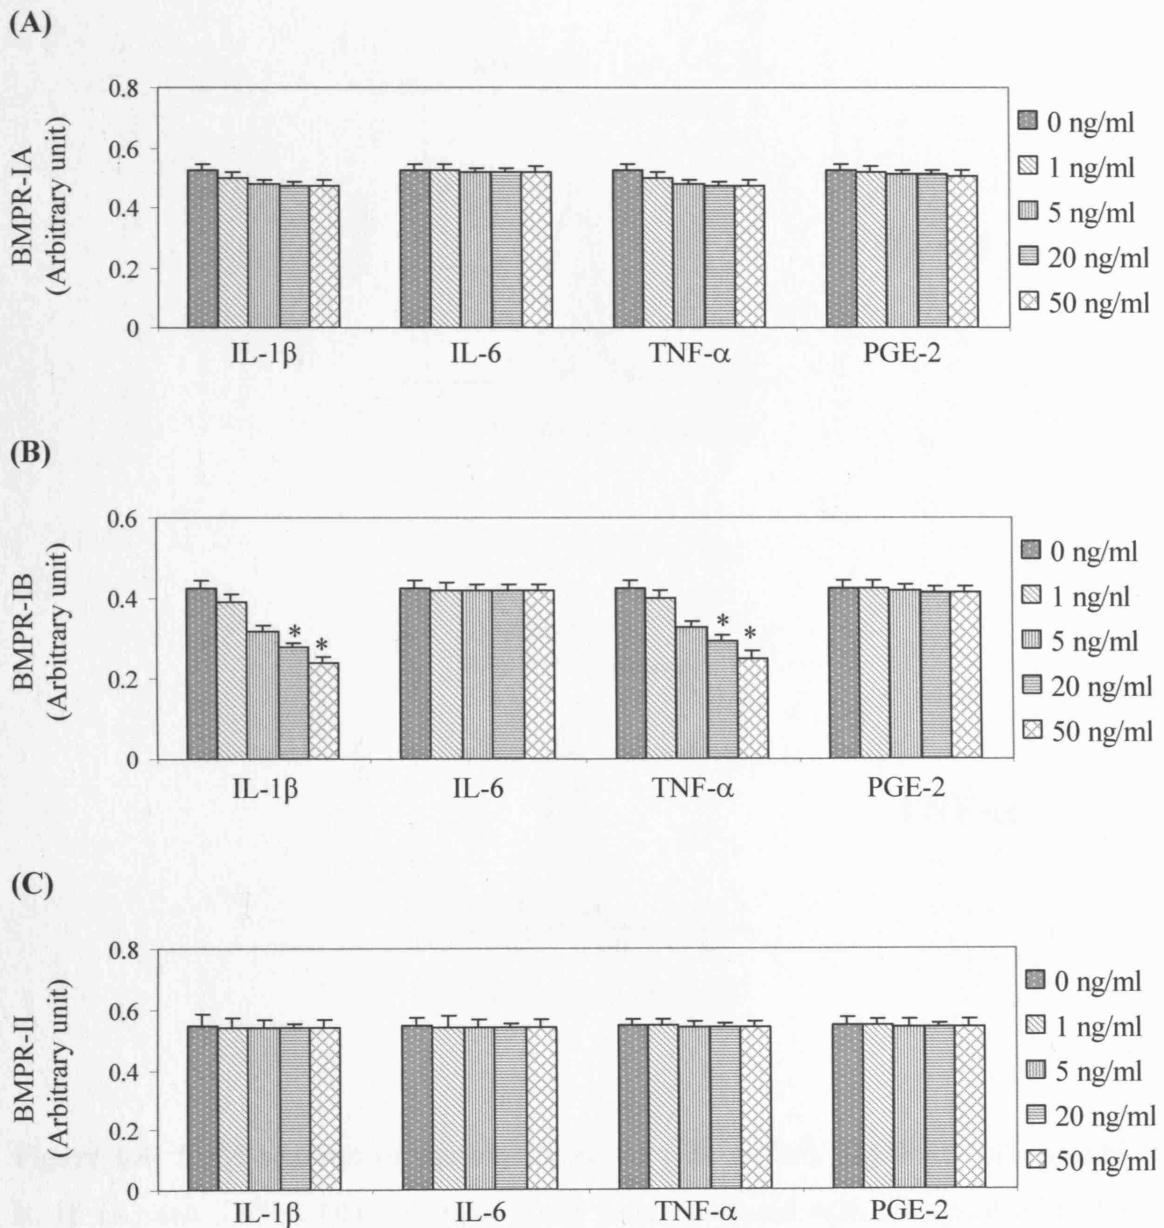 (A)
BMPR-IA
(Arbitrary unit)
0.8
0.6
0.4
0.2
0
IL-1β
IL-6
TNF-α
PGE-2
0 ng/ml
1 ng/ml
5 ng/ml
20 ng/ml
50 ng/ml
(B)
BMPR-IB
(Arbitrary unit)
0.6
0.4
0.2
0
* *
* *
IL-1β
IL-6
TNF-α
PGE-2
0 ng/ml
1 ng/nl
5 ng/ml
20 ng/ml
50 ng/ml
(C)
BMPR-II
(Arbitrary unit)
0.8
0.6
0.4
0.2
0
IL-1β
IL-6
TNF-α
PGE-2
0 ng/ml
1 ng/ml
5 ng/ml
20 ng/ml
50 ng/ml